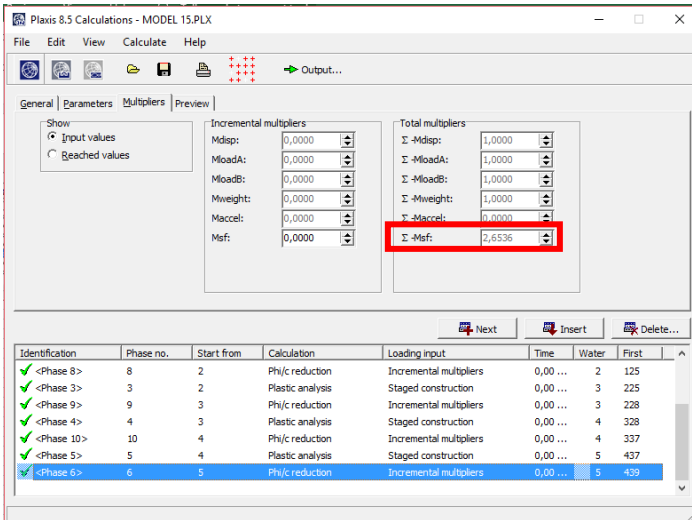 Plaxis 8.5 Calculations - MODEL 15.PLX
File Edit View Calculate Help
Output...
General Parameters Multipliers Preview
Show Incremental multipliers Total multipliers
Input values Mdisp: 0,0000 Σ -Mdisp: 1,0000
Reached values MloadA: 0,0000 Σ -MloadA: 1,0000
MloadB: 0,0000 Σ -MloadB: 1,0000
Mweight: 0,0000 Σ -Mweight: 1,0000
Maccel: 0,0000 Σ -Maccel: 0,0000
Msf: 0,0000 Σ -Msf: 2,6536
Next Insert Delete...
Identification Phase no. Start from Calculation Loading input Time Water First
<Phase 8> 8 2 Phi/c reduction Incremental multipliers 0,00 ... 2 125
<Phase 3> 3 2 Plastic analysis Staged construction 0,00 ... 3 225
<Phase 9> 9 3 Phi/c reduction Incremental multipliers 0,00 ... 3 228
<Phase 4> 4 3 Plastic analysis Staged construction 0,00 ... 4 328
<Phase 10> 10 4 Phi/c reduction Incremental multipliers 0,00 ... 4 337
<Phase 5> 5 4 Plastic analysis Staged construction 0,00 ... 5 437
<Phase 6> 6 5 Phi/c reduction Incremental multipliers 0,00 ... 5 439